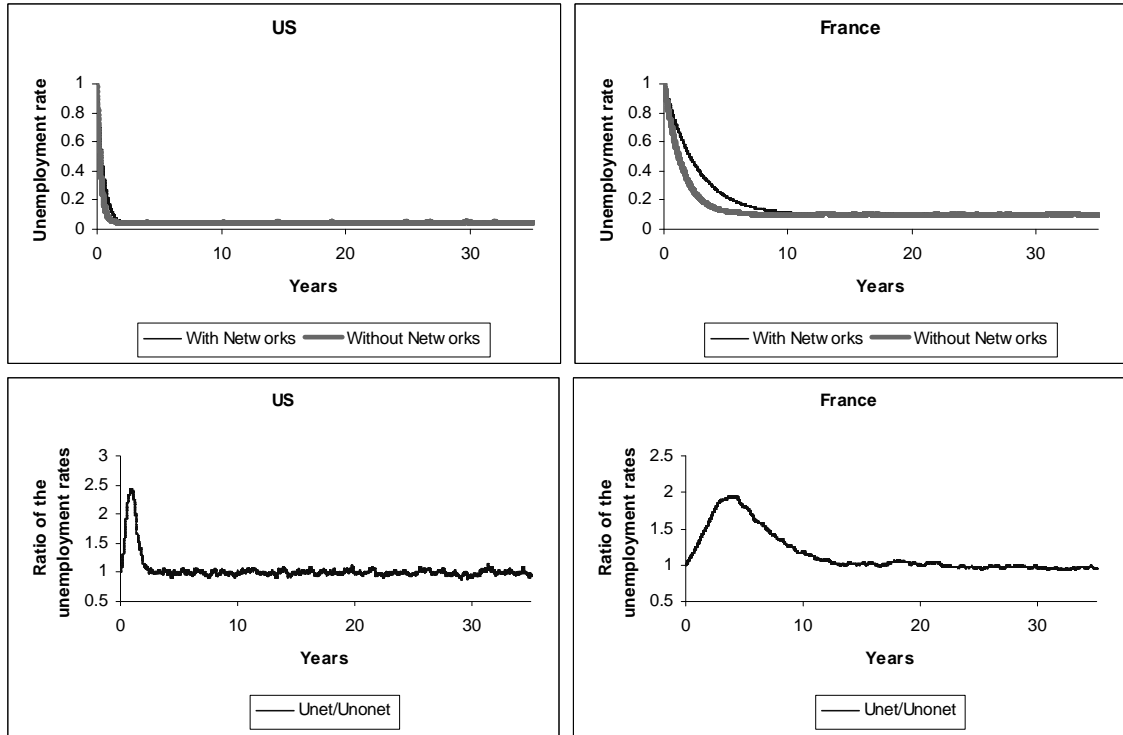 US
Unemployment rate
1
0.8
0.6
0.4
0.2
0
0 10 20 30
Years
With Netw orks Without Netw orks
France
Unemployment rate
1
0.8
0.6
0.4
0.2
0
0 10 20 30
Years
With Netw orks Without Netw orks
US
Ratio of the
unemployment rates
3
2.5
2
1.5
1
0.5
0 10 20 30
Years
Unet/Unonet
France
Ratio of the
unemployment rates
2.5
2
1.5
1
0.5
0 10 20 30
Years
Unet/Unonet